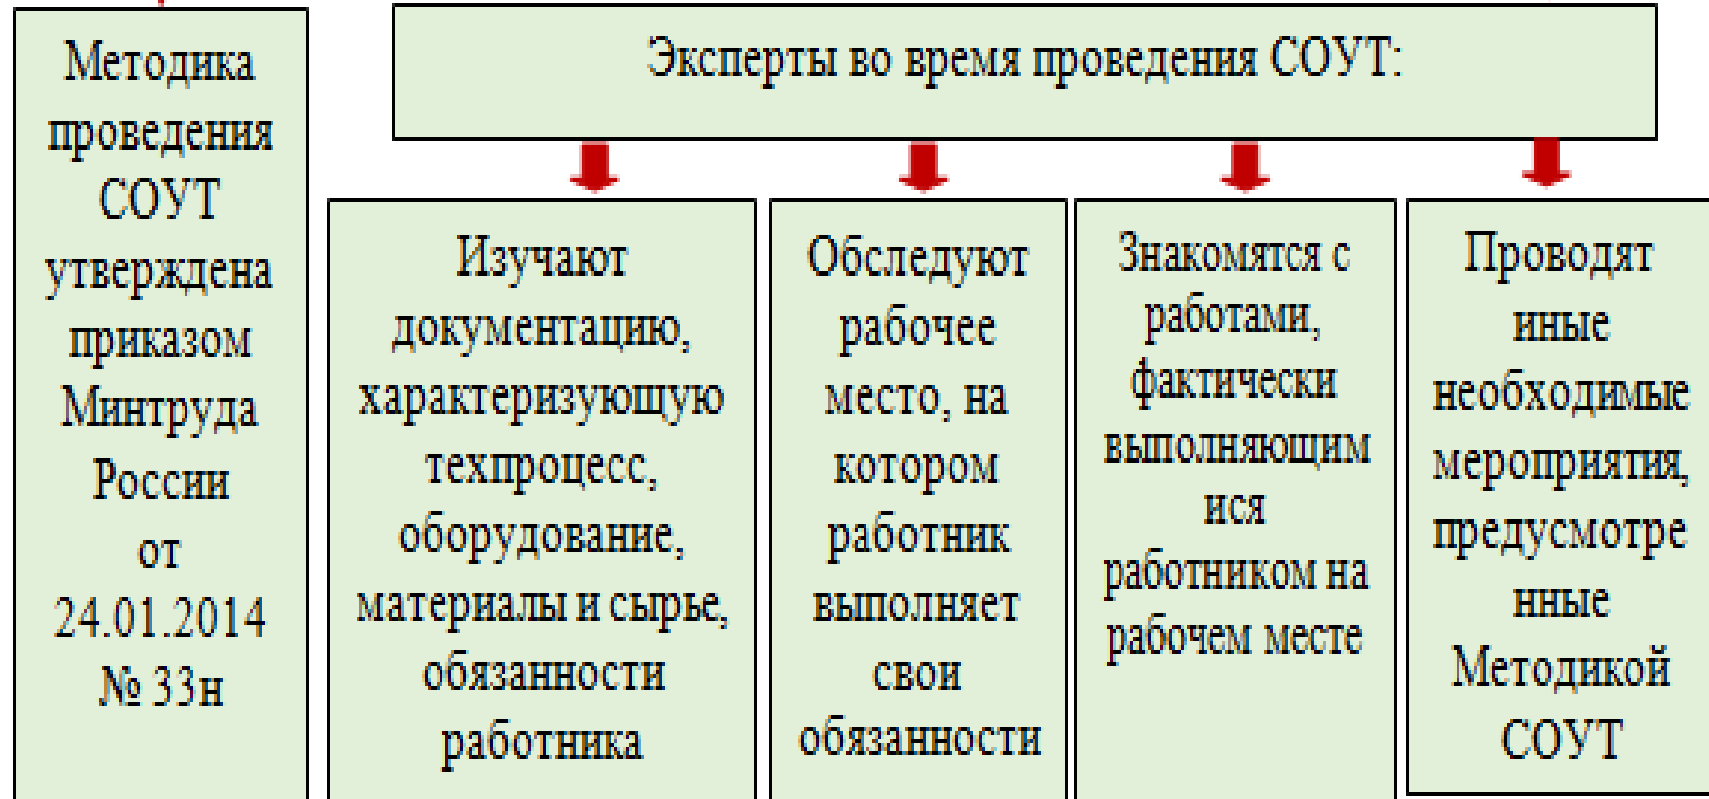 Методика
проведения
СОУТ
утверждена
приказом
Минтруда
России
от
24.01.2014
№ 33н
Эксперты во время проведения СОУТ:
Изучают
документацию,
характеризующую
техпроцесс,
оборудование,
материалы и сырье,
обязанности
работника
Обследуют
рабочее
место, на
котором
работник
выполняет
свои
обязанности
Знакомятся с
работами,
фактически
выполняющим
ися
работником на
рабочем месте
Проводят
иные
необходимые
мероприятия,
предусмотре
нные
Методикой
СОУТ